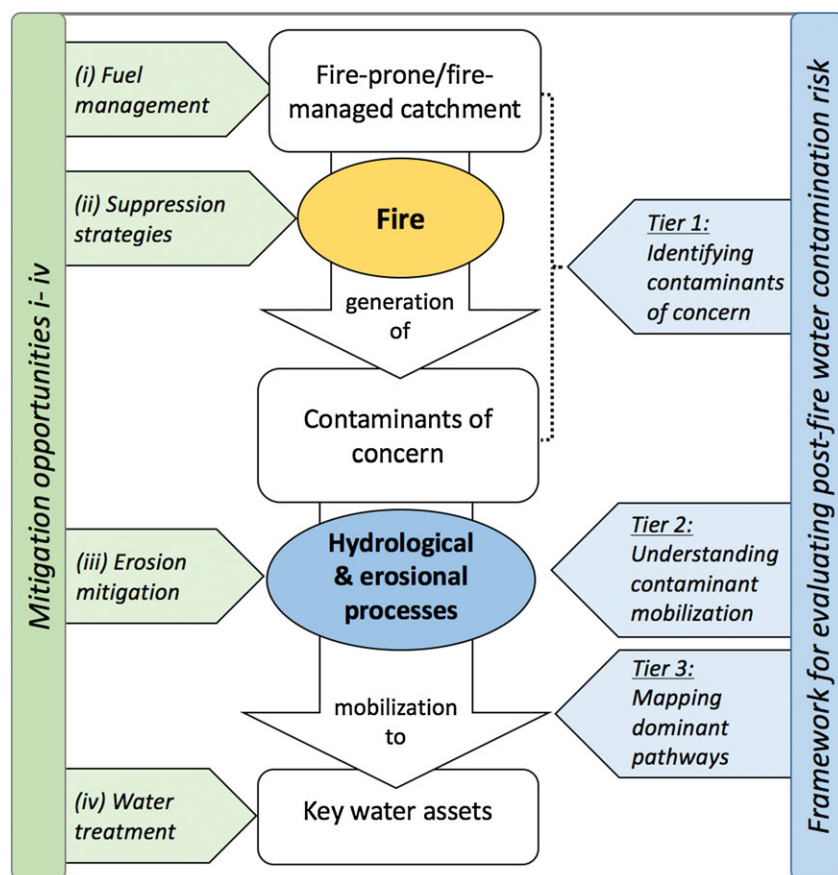 Mitigation opportunities i- iv
(i) Fuel
management
Fire-prone/fire-
managed catchment
(ii) Suppression
strategies
Fire
generation
of
Tier 1:
Identifying
contaminants
of concern
Contaminants of
concern
(iii) Erosion
mitigation
Hydrological
& erosional
processes
Tier 2:
Understanding
contaminant
mobilization
mobilization
to
Tier 3:
Mapping
dominant
pathways
(iv) Water
treatment
Key water assets
Framework for evaluating post-fire water contamination risk